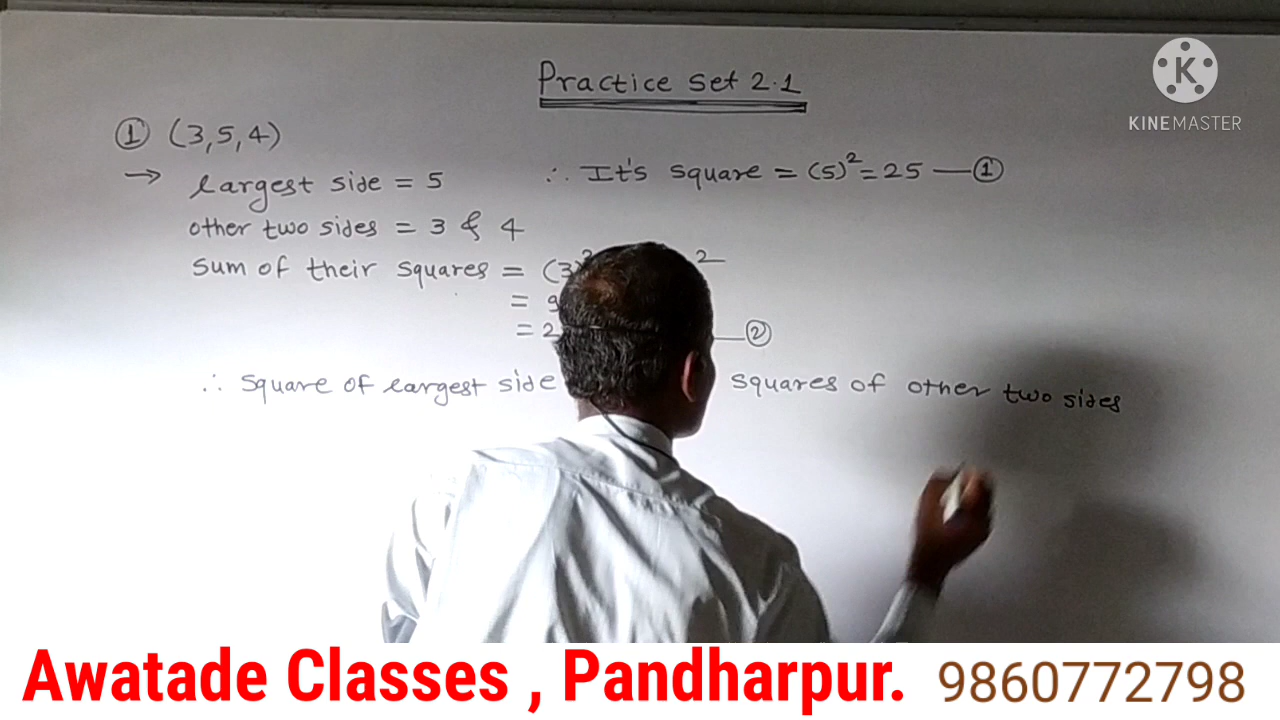 Practice Set 2.1
KINEMASTER
① (3,5,4)
→ largest side = 5 ∴ It's square = (5)² = 25 — ①
other two sides = 3 & 4
sum of their squares = (3)² ²
= 9
= 2 — ②
∴ square of largest side squares of other two sides
Awatade Classes , Pandharpur. 9860772798